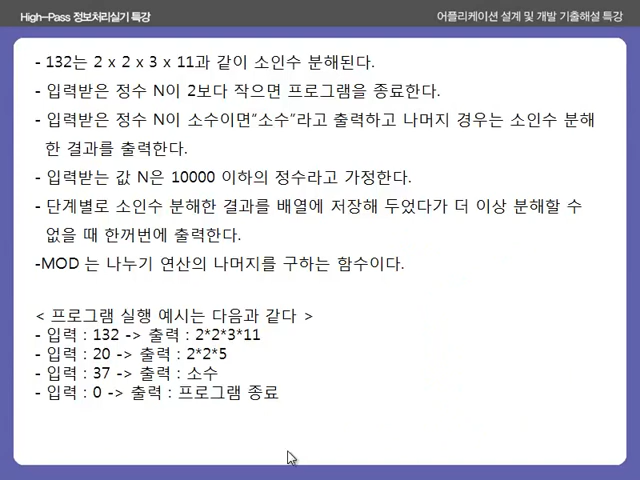 High-Pass 정보처리실기 특강
어플리케이션 설계 및 개발 기출해설 특강
- 132는 2 x 2 x 3 x 11과 같이 소인수 분해된다.
- 입력받은 정수 N이 2보다 작으면 프로그램을 종료한다.
- 입력받은 정수 N이 소수이면“소수”라고 출력하고 나머지 경우는 소인수 분해
한 결과를 출력한다.
- 입력받는 값 N은 10000 이하의 정수라고 가정한다.
- 단계별로 소인수 분해한 결과를 배열에 저장해 두었다가 더 이상 분해할 수
없을 때 한꺼번에 출력한다.
-MOD 는 나누기 연산의 나머지를 구하는 함수이다.
< 프로그램 실행 예시는 다음과 같다 >
- 입력 : 132 -> 출력 : 2*2*3*11
- 입력 : 20 -> 출력 : 2*2*5
- 입력 : 37 -> 출력 : 소수
- 입력 : 0 -> 출력 : 프로그램 종료